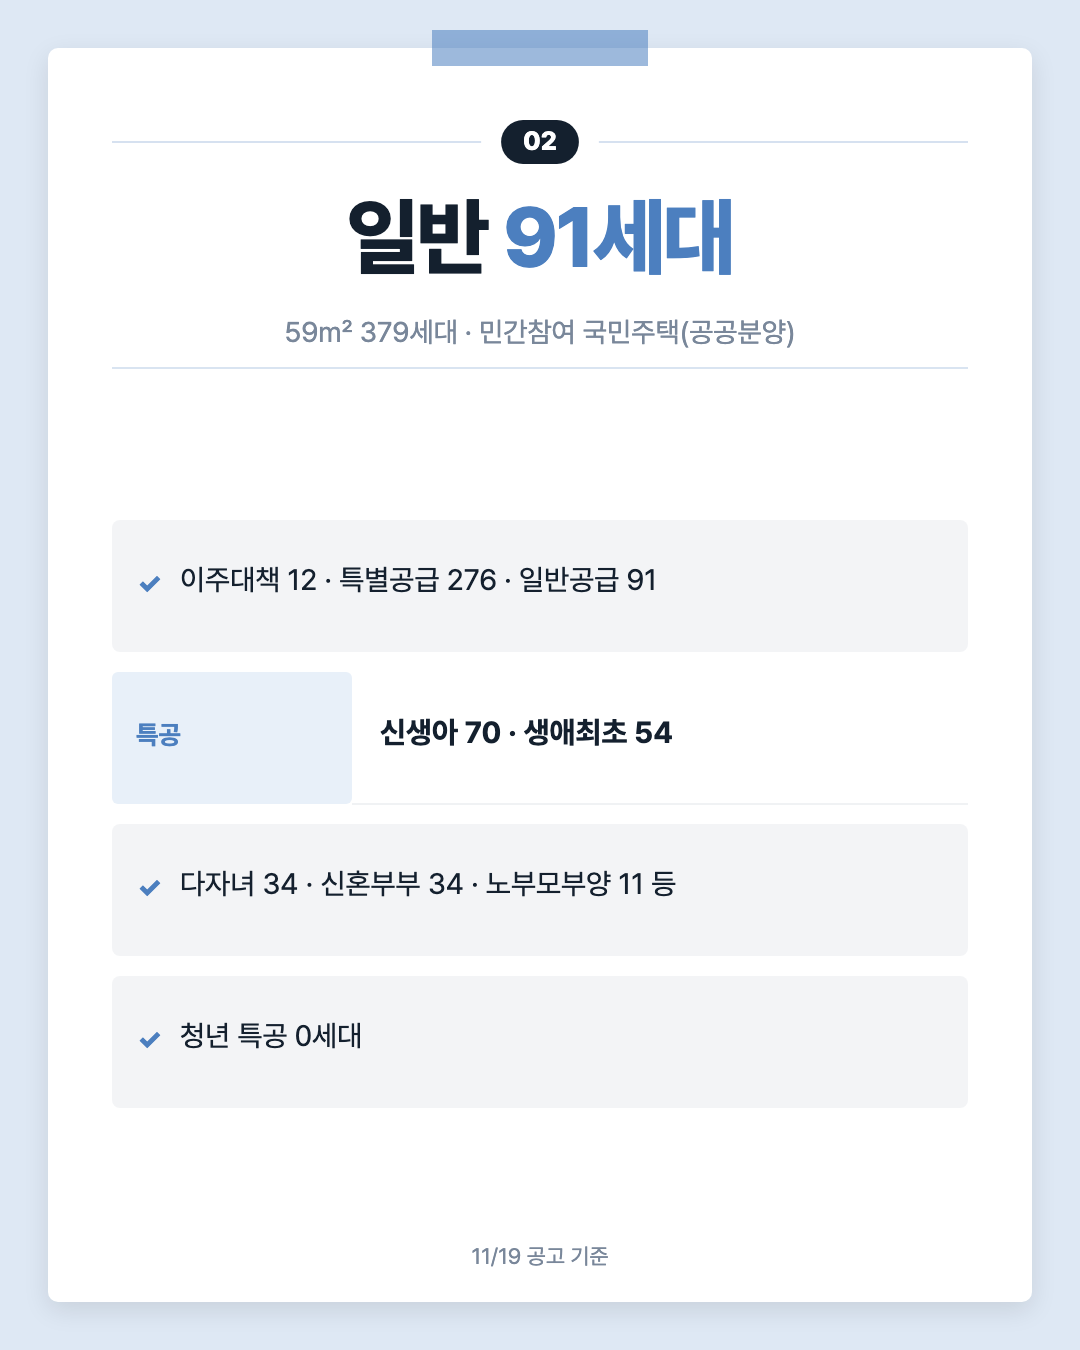 02
일반 91세대
59m² 379세대 · 민간참여 국민주택(공공분양)
이주대책 12 · 특별공급 276 · 일반공급 91
특공
신생아 70 · 생애최초 54
다자녀 34 · 신혼부부 34 · 노부모부양 11 등
청년 특공 0세대
11/19 공고 기준